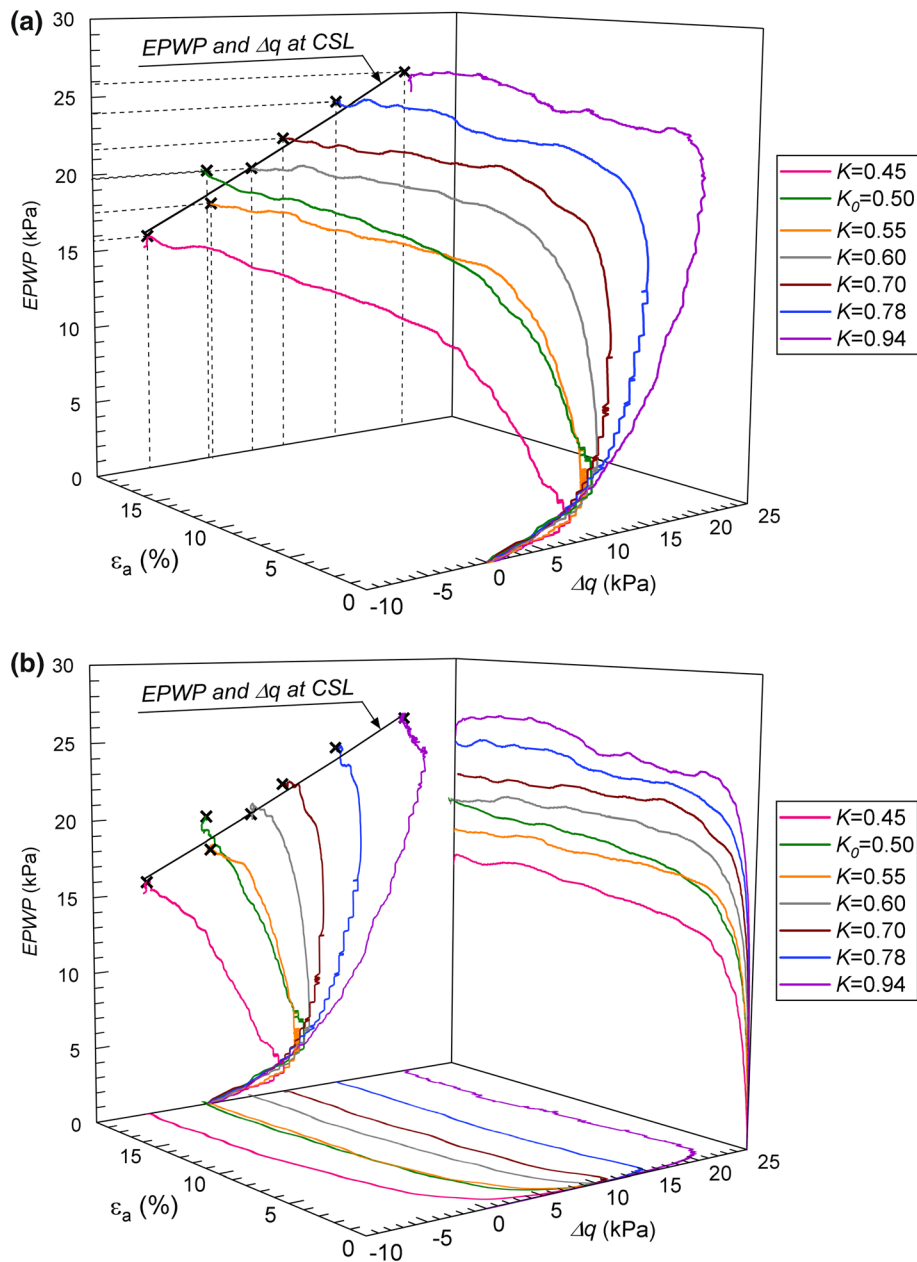 (a)
30
25
20
15
10
5
0
EPWP (kPa)
EPWP and Δq at CSL
15
10
5
0
εa (%)
-10
-5
0
5
10
15
20
25
Δq (kPa)
K=0.45
K0=0.50
K=0.55
K=0.60
K=0.70
K=0.78
K=0.94
(b)
30
25
20
15
10
5
0
EPWP (kPa)
EPWP and Δq at CSL
15
10
5
0
εa (%)
-10
-5
0
5
10
15
20
25
Δq (kPa)
K=0.45
K0=0.50
K=0.55
K=0.60
K=0.70
K=0.78
K=0.94